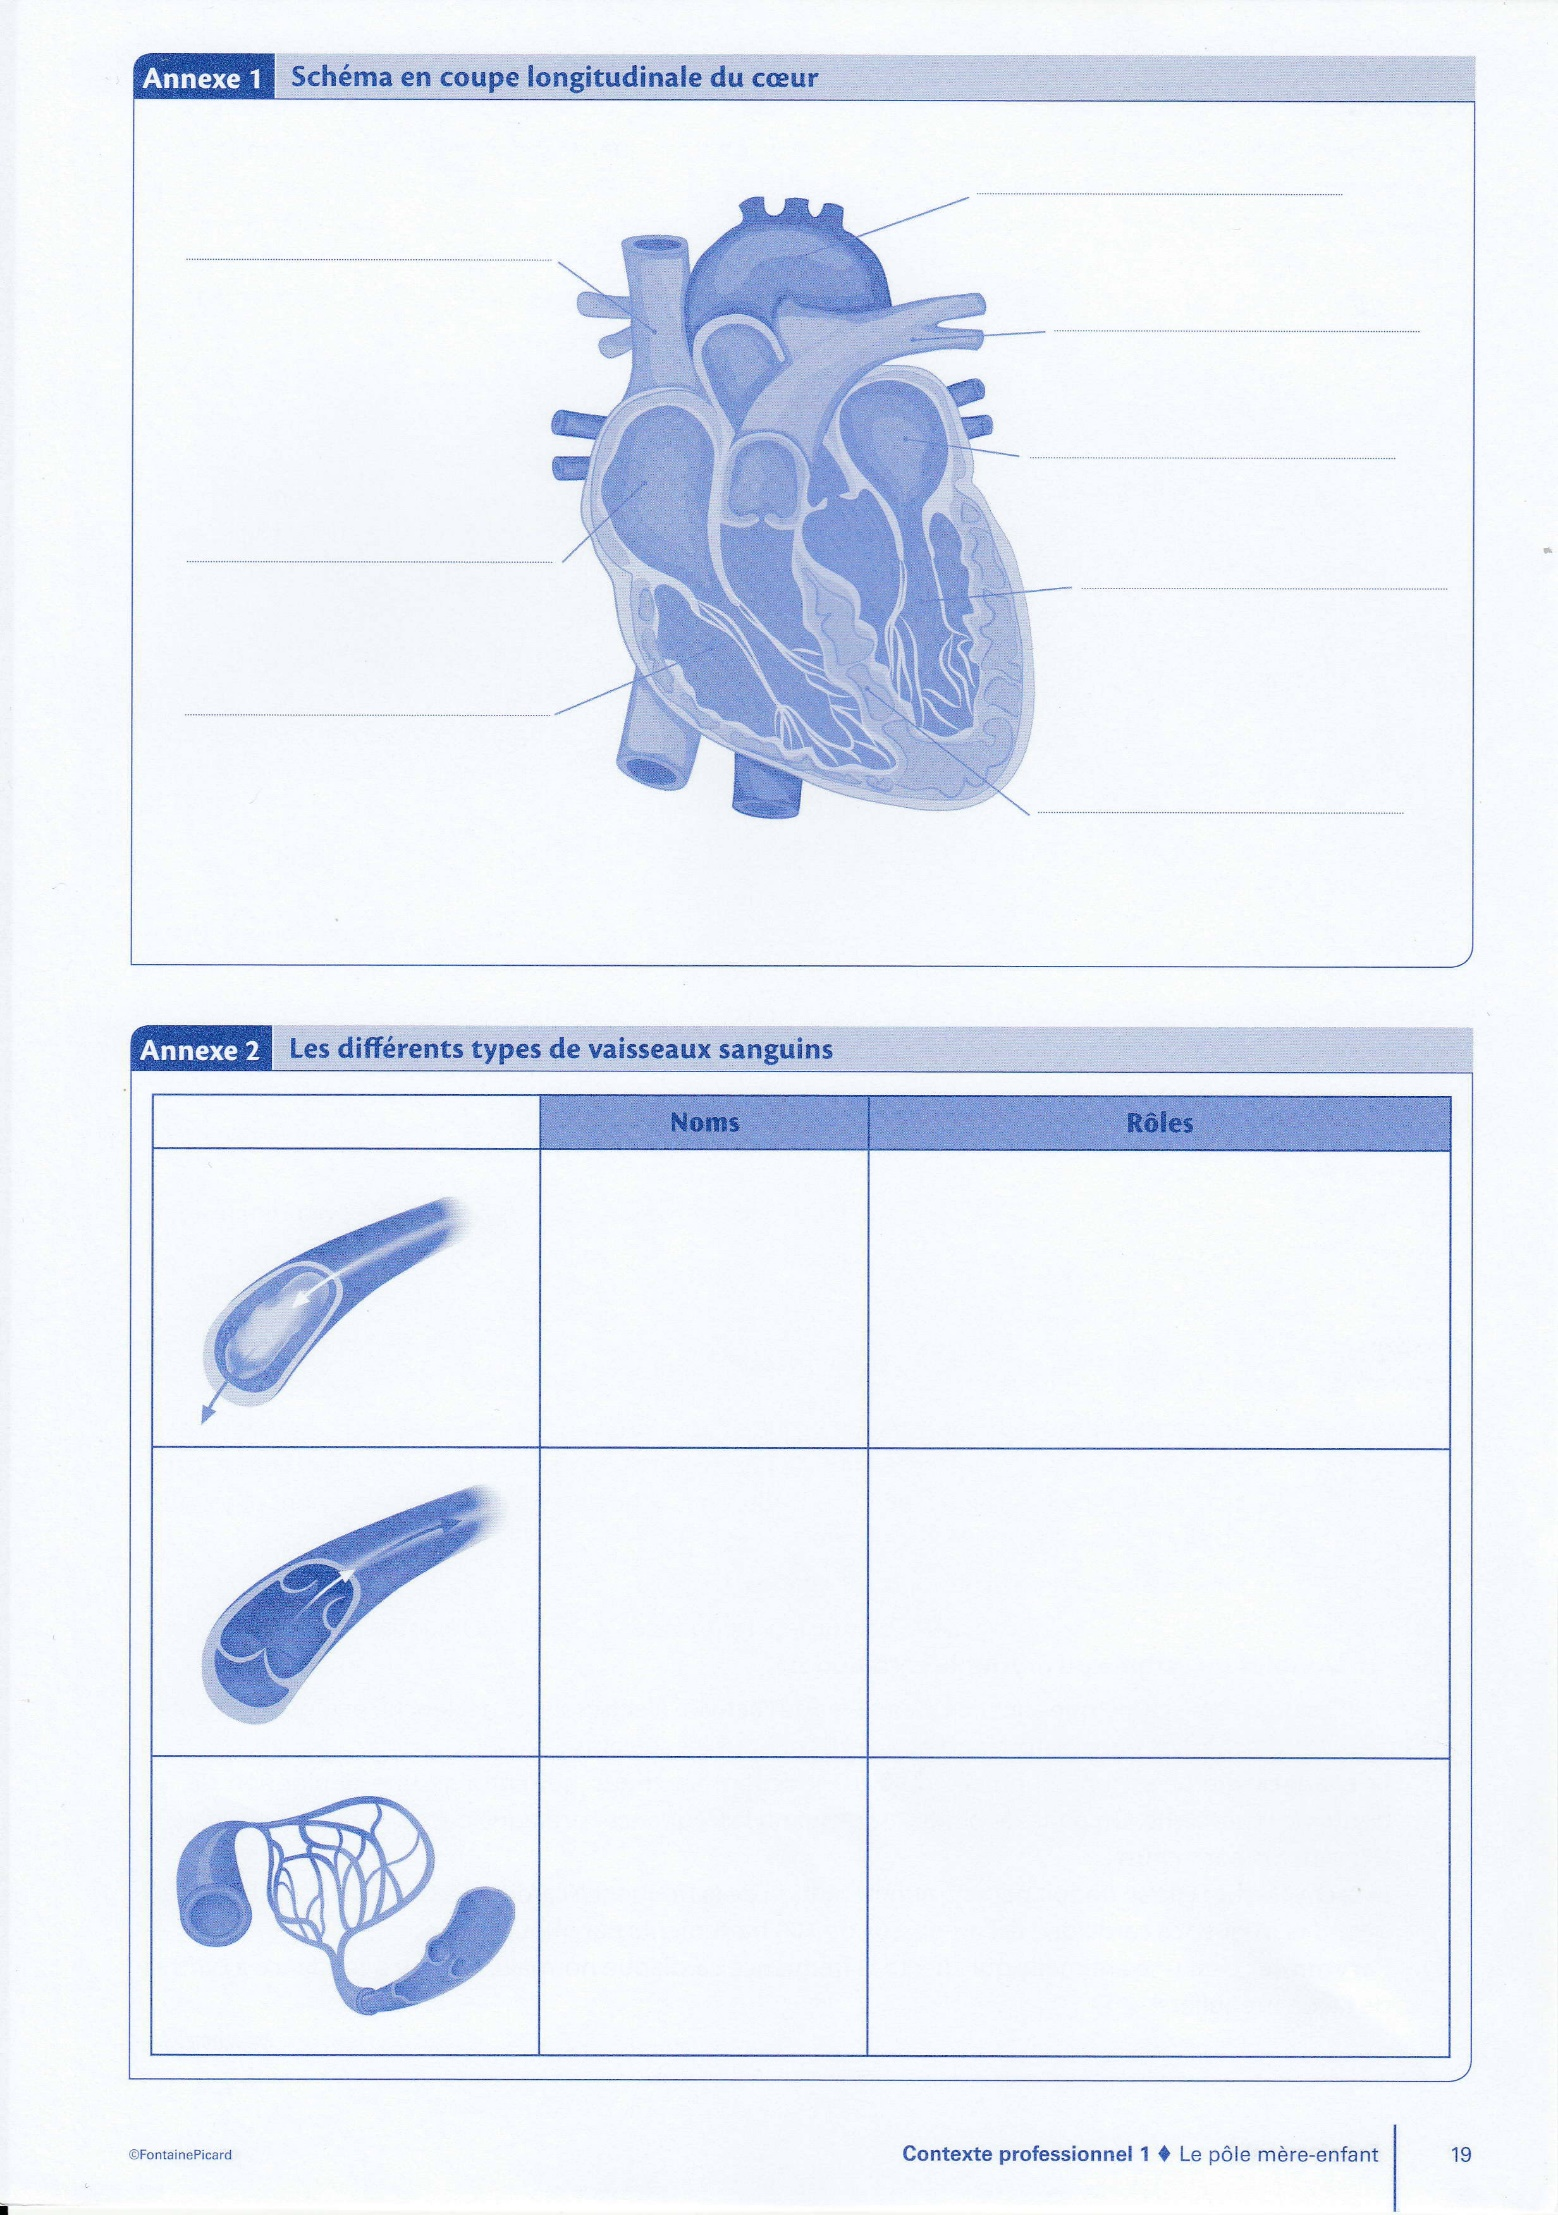 Annexe 1 Schéma en coupe longitudinale du cœur
Annexe 2 Les différents types de vaisseaux sanguins
Noms Rôles
©FontainePicard Contexte professionnel 1 ♦ Le pôle mère-enfant 19